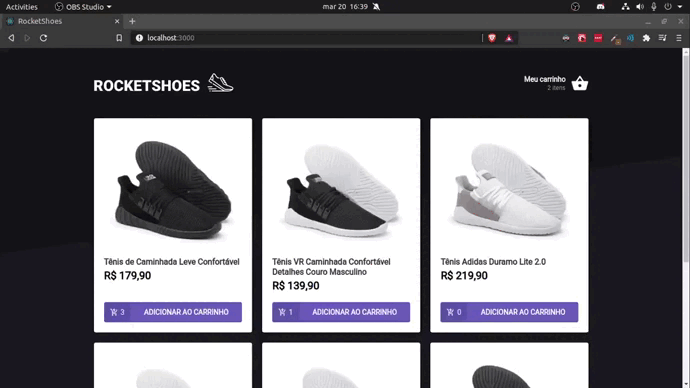 Activities
OBS Studio
mar 20 16:39
RocketShoes
localhost:3000
ROCKETSHOES
Meu carrinho
2 itens
Tênis de Caminhada Leve Confortável
R$ 179,90
3 ADICIONAR AO CARRINHO
Tênis VR Caminhada Confortável
Detalhes Couro Masculino
R$ 139,90
1 ADICIONAR AO CARRINHO
Tênis Adidas Duramo Lite 2.0
R$ 219,90
0 ADICIONAR AO CARRINHO